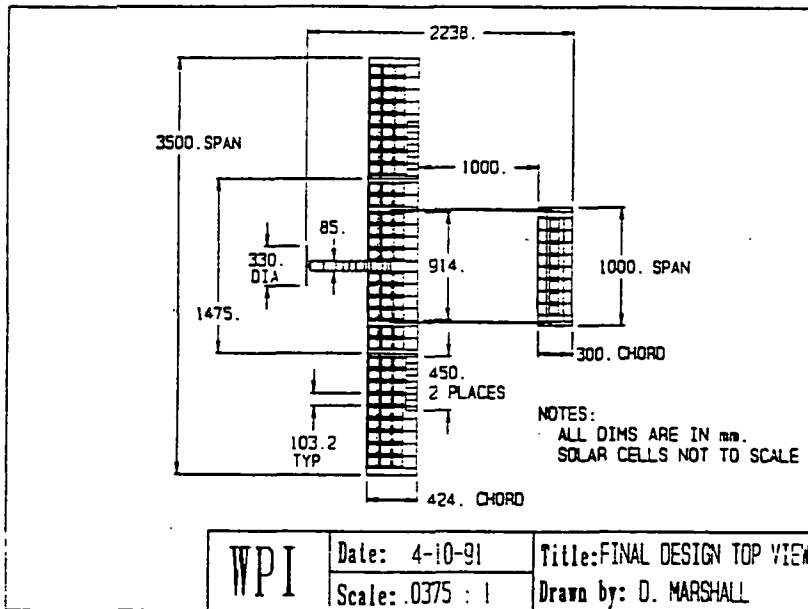 2238.
3500. SPAN
1000.
85.
330.
DIA
914.
1000. SPAN
1475.
300. CHORD
450.
2 PLACES
103.2
TYP
NOTES:
ALL DIMS ARE IN mm.
SOLAR CELLS NOT TO SCALE
424. CHORD
WPI
Date: 4-10-91
Title: FINAL DESIGN TOP VIEW
Scale: .0375 : 1
Drawn by: D. MARSHALL